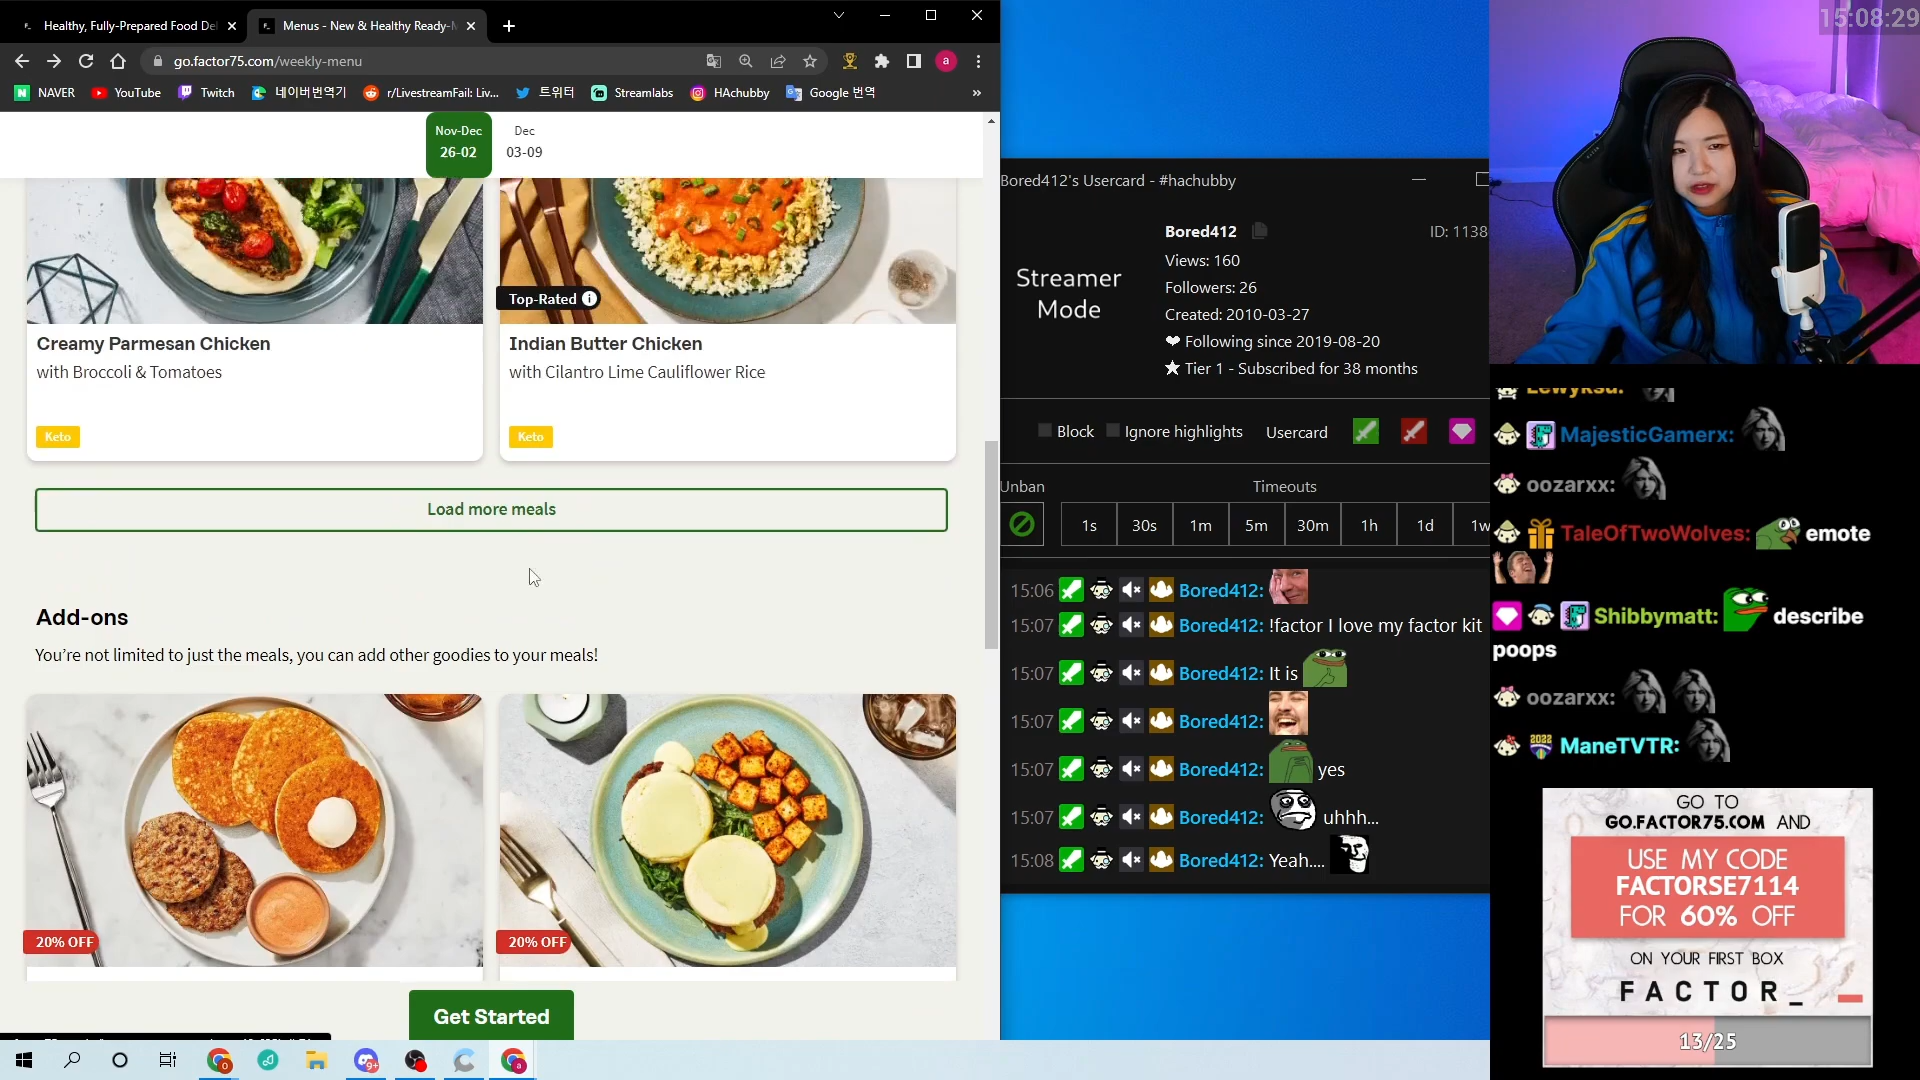 Healthy, Fully-Prepared Food Del
Menus - New & Healthy Ready-M
go.factor75.com/weekly-menu
a
NAVER
YouTube
Twitch
네이버번역기
r/LivestreamFail: Liv...
트위터
Streamlabs
HAchubby
Google 번역
»
Nov-Dec
26-02
Dec
03-09
Top-Rated
Creamy Parmesan Chicken
with Broccoli & Tomatoes
Keto
Indian Butter Chicken
with Cilantro Lime Cauliflower Rice
Keto
Load more meals
Add-ons
You're not limited to just the meals, you can add other goodies to your meals!
20% OFF
20% OFF
Get Started
Bored412's Usercard - #hachubby
Streamer
Mode
Bored412
ID: 1138
Views: 160
Followers: 26
Created: 2010-03-27
❤ Following since 2019-08-20
★ Tier 1 - Subscribed for 38 months
Block
Ignore highlights
Usercard
Unban
Timeouts
1s
30s
1m
5m
30m
1h
1d
1w
15:06 Bored412:
15:07 Bored412: !factor I love my factor kit
15:07 Bored412: It is
15:07 Bored412:
15:07 Bored412: yes
15:07 Bored412: uhhh...
15:08 Bored412: Yeah....
15:08:29
Lewyksu:
MajesticGamerx:
oozarxx:
TaleOfTwoWolves: emote
Shibbymatt: describe
poops
oozarxx:
2022 ManeTVTR:
GO TO
GO.FACTOR75.COM AND
USE MY CODE
FACTORSE7114
FOR 60% OFF
ON YOUR FIRST BOX
FACTOR_
13/25
9+